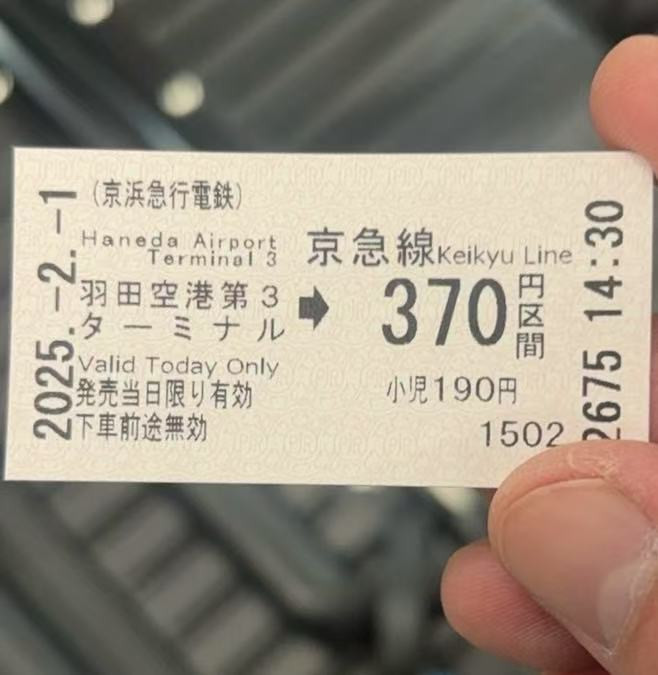 2025.-2.-1
(京浜急行電鉄)
Haneda Airport
Terminal 3
羽田空港第3
ターミナル
➡
京急線Keikyu Line
370円区間
Valid Today Only
発売当日限り有効
小児190円
下車前途無効
1502
2675 14:30